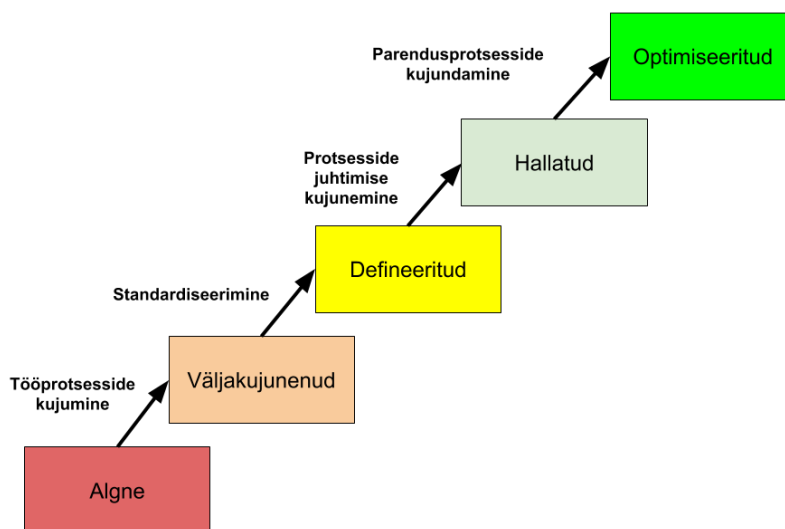 Parendusprotsesside
kujundamine
Optimiseeritud
Protsesside
juhtimise
kujunemine
Hallatud
Standardiseerimine
Defineeritud
Tööprotsesside
kujumine
Väljakujunenud
Algne